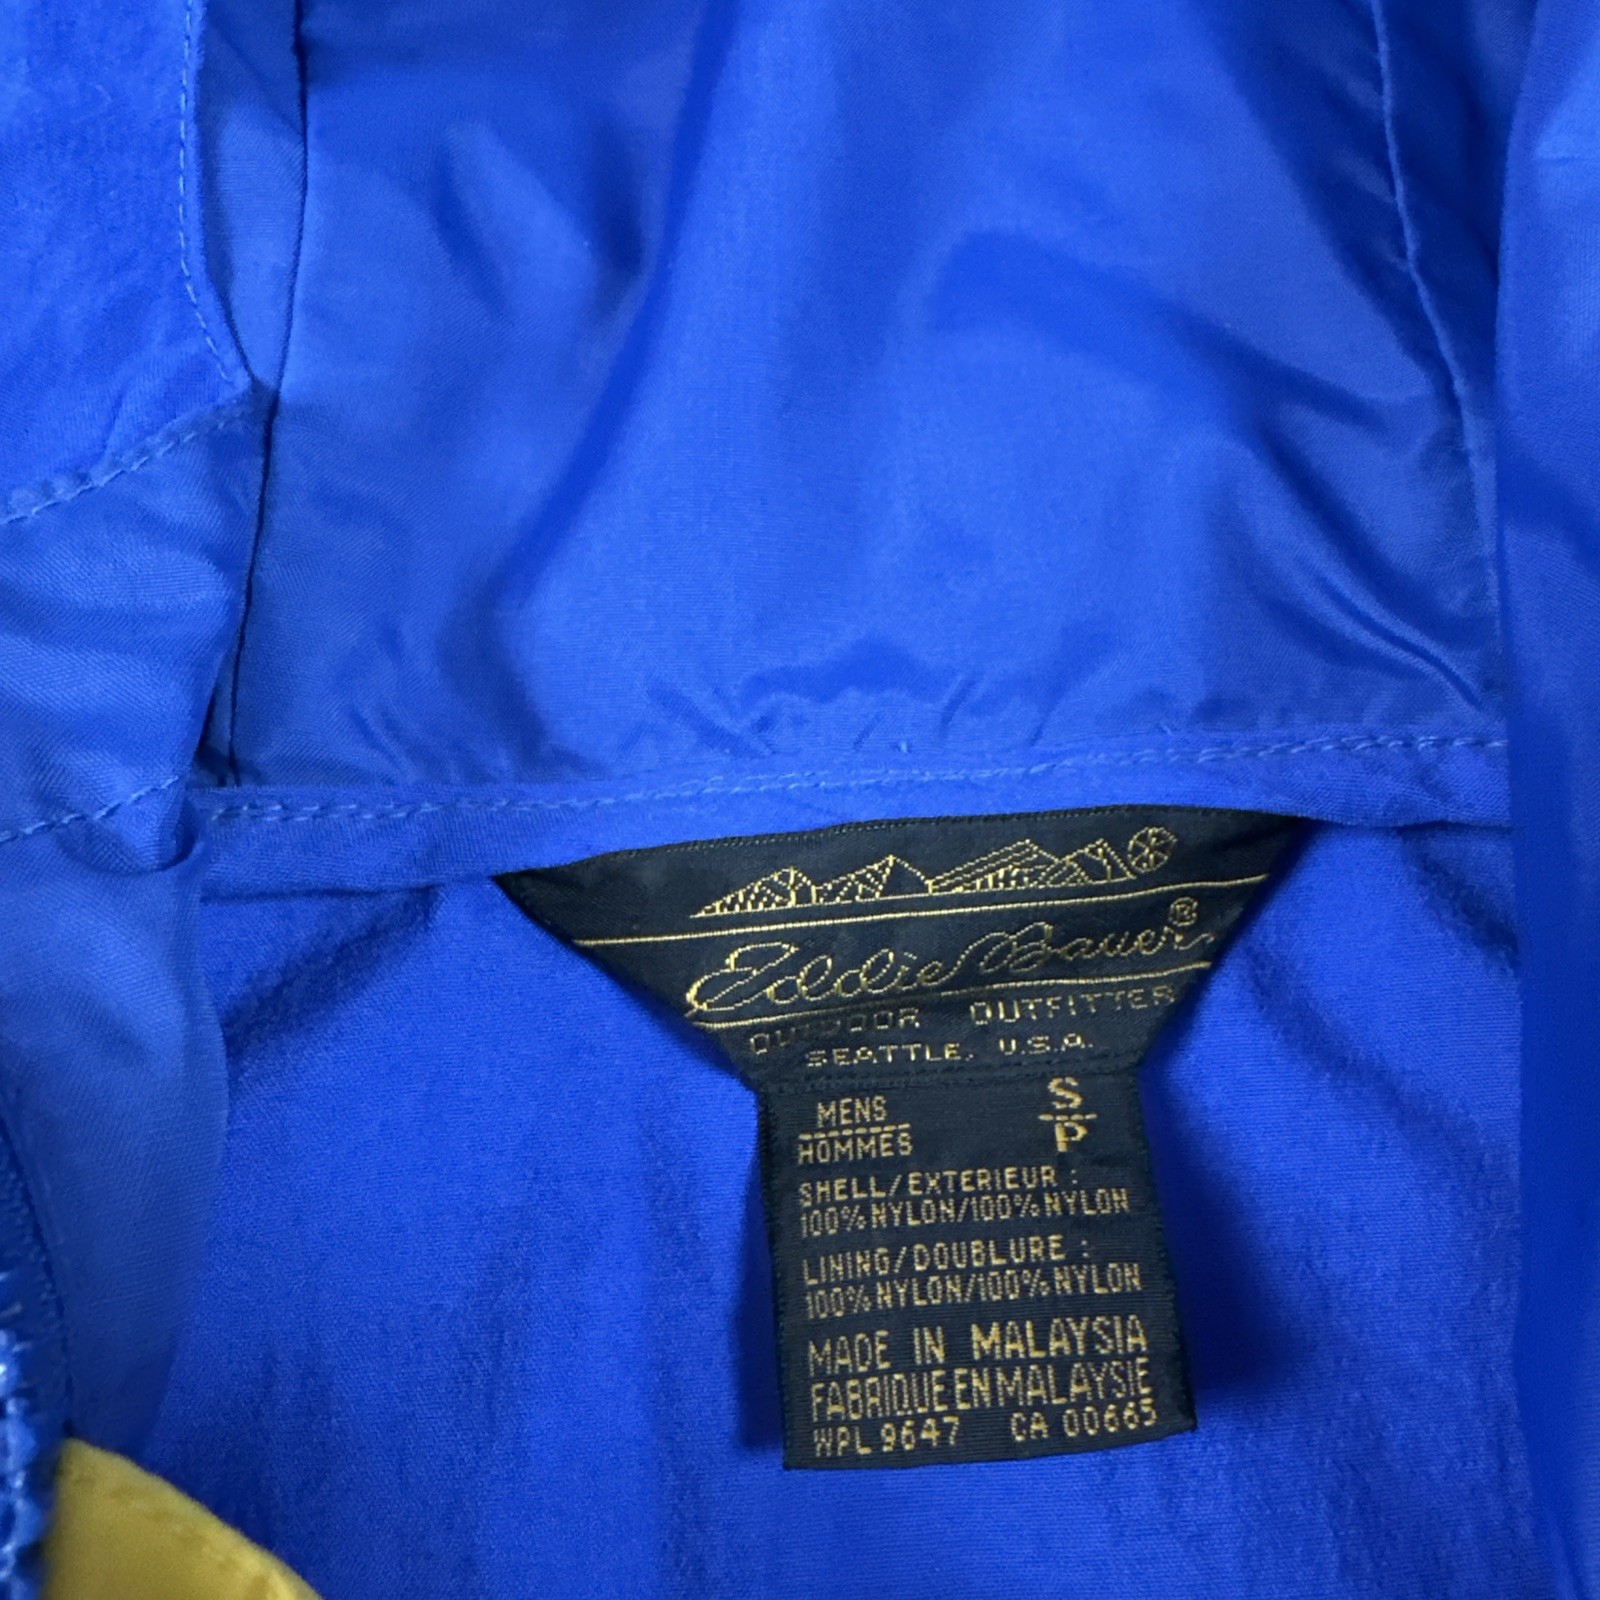 Eddie Bauer®
OUTDOOR OUTFITTER
SEATTLE, U.S.A.
MENS S
HOMMES P
SHELL/EXTERIEUR :
100% NYLON/100% NYLON
LINING/DOUBLURE :
100% NYLON/100% NYLON
MADE IN MALAYSIA
FABRIQUE EN MALAYSIE
WPL 9647 CA 00665